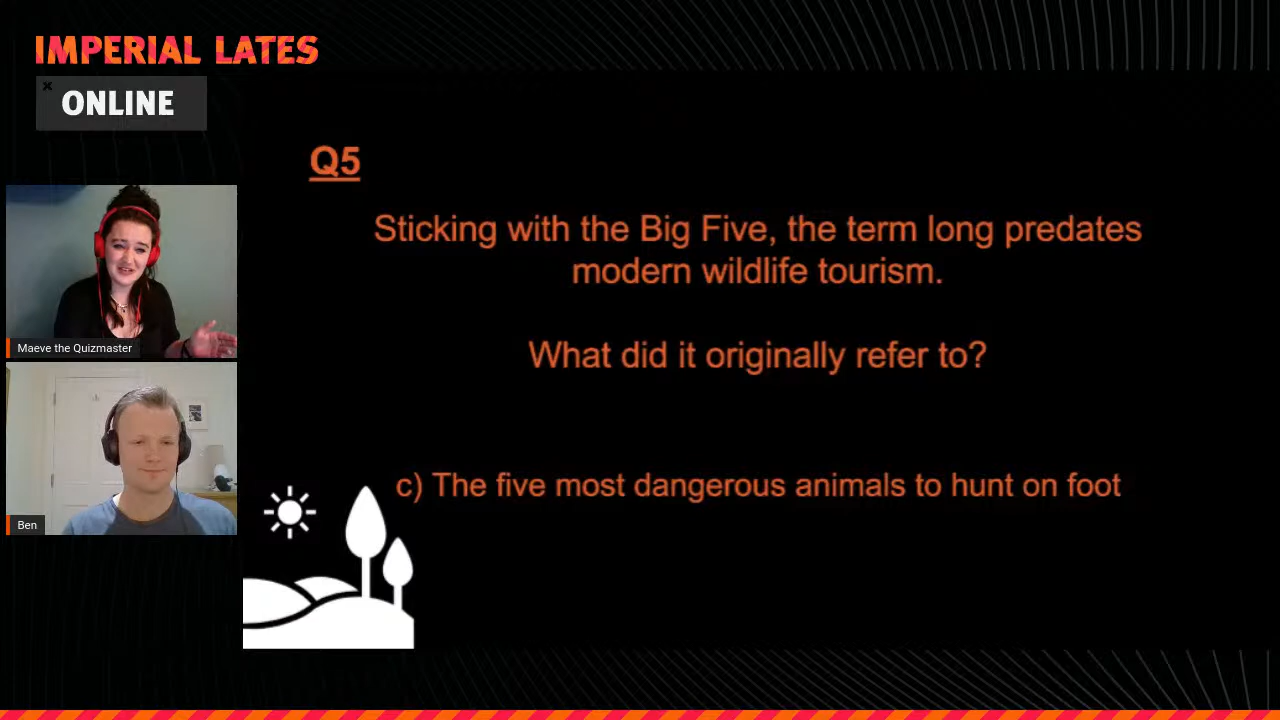 IMPERIAL LATES
ONLINE
Q5
Sticking with the Big Five, the term long predates
modern wildlife tourism.
What did it originally refer to?
c) The five most dangerous animals to hunt on foot
Maeve the Quizmaster
Ben